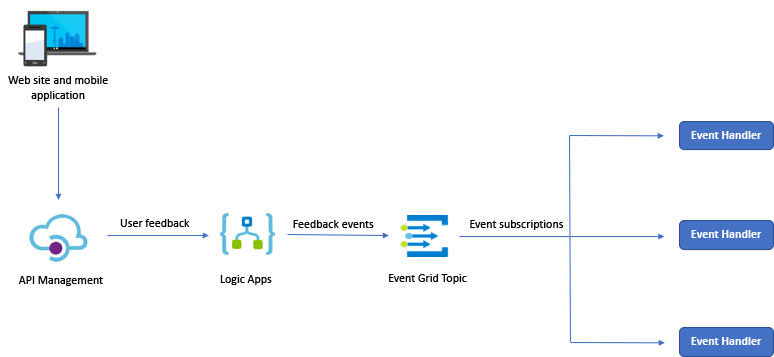 Web site and mobile
application
Event Handler
User feedback
Feedback events
Event subscriptions
Event Handler
API Management
Logic Apps
Event Grid Topic
Event Handler